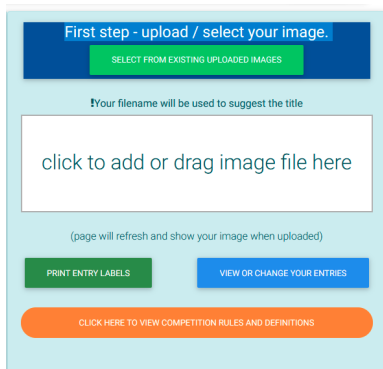 First step - upload / select your image.
SELECT FROM EXISTING UPLOADED IMAGES
!Your filename will be used to suggest the title
click to add or drag image file here
(page will refresh and show your image when uploaded)
PRINT ENTRY LABELS
VIEW OR CHANGE YOUR ENTRIES
CLICK HERE TO VIEW COMPETITION RULES AND DEFINITIONS